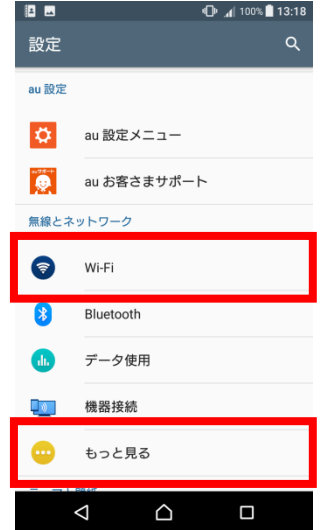 100% 13:18
設定
au 設定
au 設定メニュー
au お客さまサポート
無線とネットワーク
Wi-Fi
Bluetooth
データ使用
機器接続
もっと見る